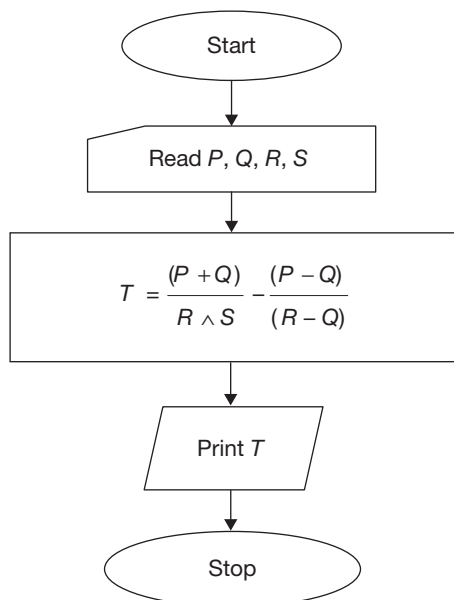 Start
Read P, Q, R, S
T = (P + Q) / R ∧ S − (P − Q) / (R − Q)
Print T
Stop